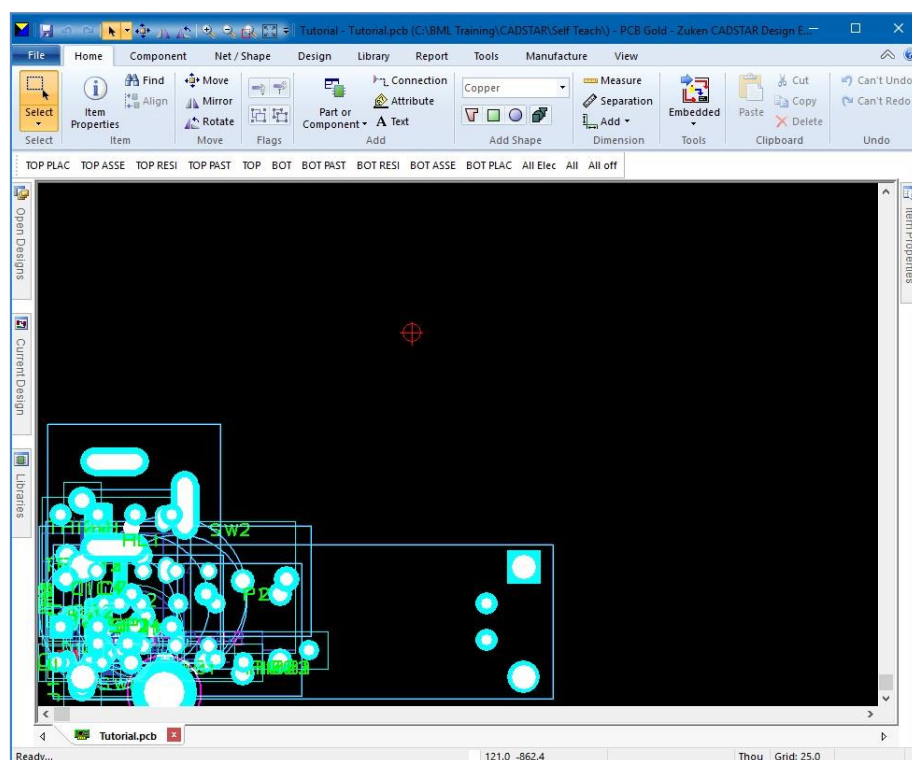 Tutorial - Tutorial.pcb (C:\BML Training\CADSTAR\Self Teach\) - PCB Gold - Zuken CADSTAR Design E...
File Home Component Net / Shape Design Library Report Tools Manufacture View
Select
Item Properties
Find
Align
Move
Mirror
Rotate
Part or Component
Connection
Attribute
A Text
Copper
Measure
Separation
Add
Embedded
Paste
Cut
Copy
Delete
Can't Undo
Can't Redo
Select Item Move Flags Add Add Shape Dimension Tools Clipboard Undo
TOP PLAC TOP ASSE TOP RESI TOP PAST TOP BOT BOT PAST BOT RESI BOT ASSE BOT PLAC All Elec All All off
Open Designs
Current Design
Libraries
Item Properties
SW2
Tutorial.pcb
Ready... 121.0 -862.4 Thou Grid: 25.0